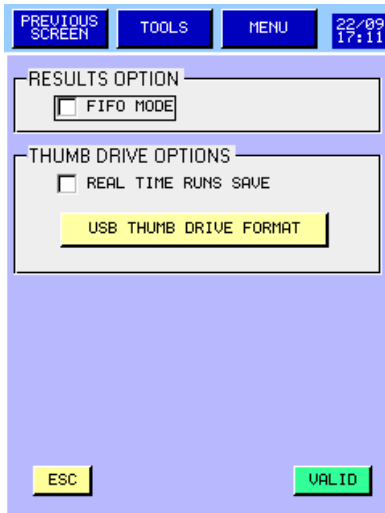 PREVIOUS
SCREEN
TOOLS
MENU
22/09
17:11
RESULTS OPTION
FIFO MODE
THUMB DRIVE OPTIONS
REAL TIME RUNS SAVE
USB THUMB DRIVE FORMAT
ESC
VALID